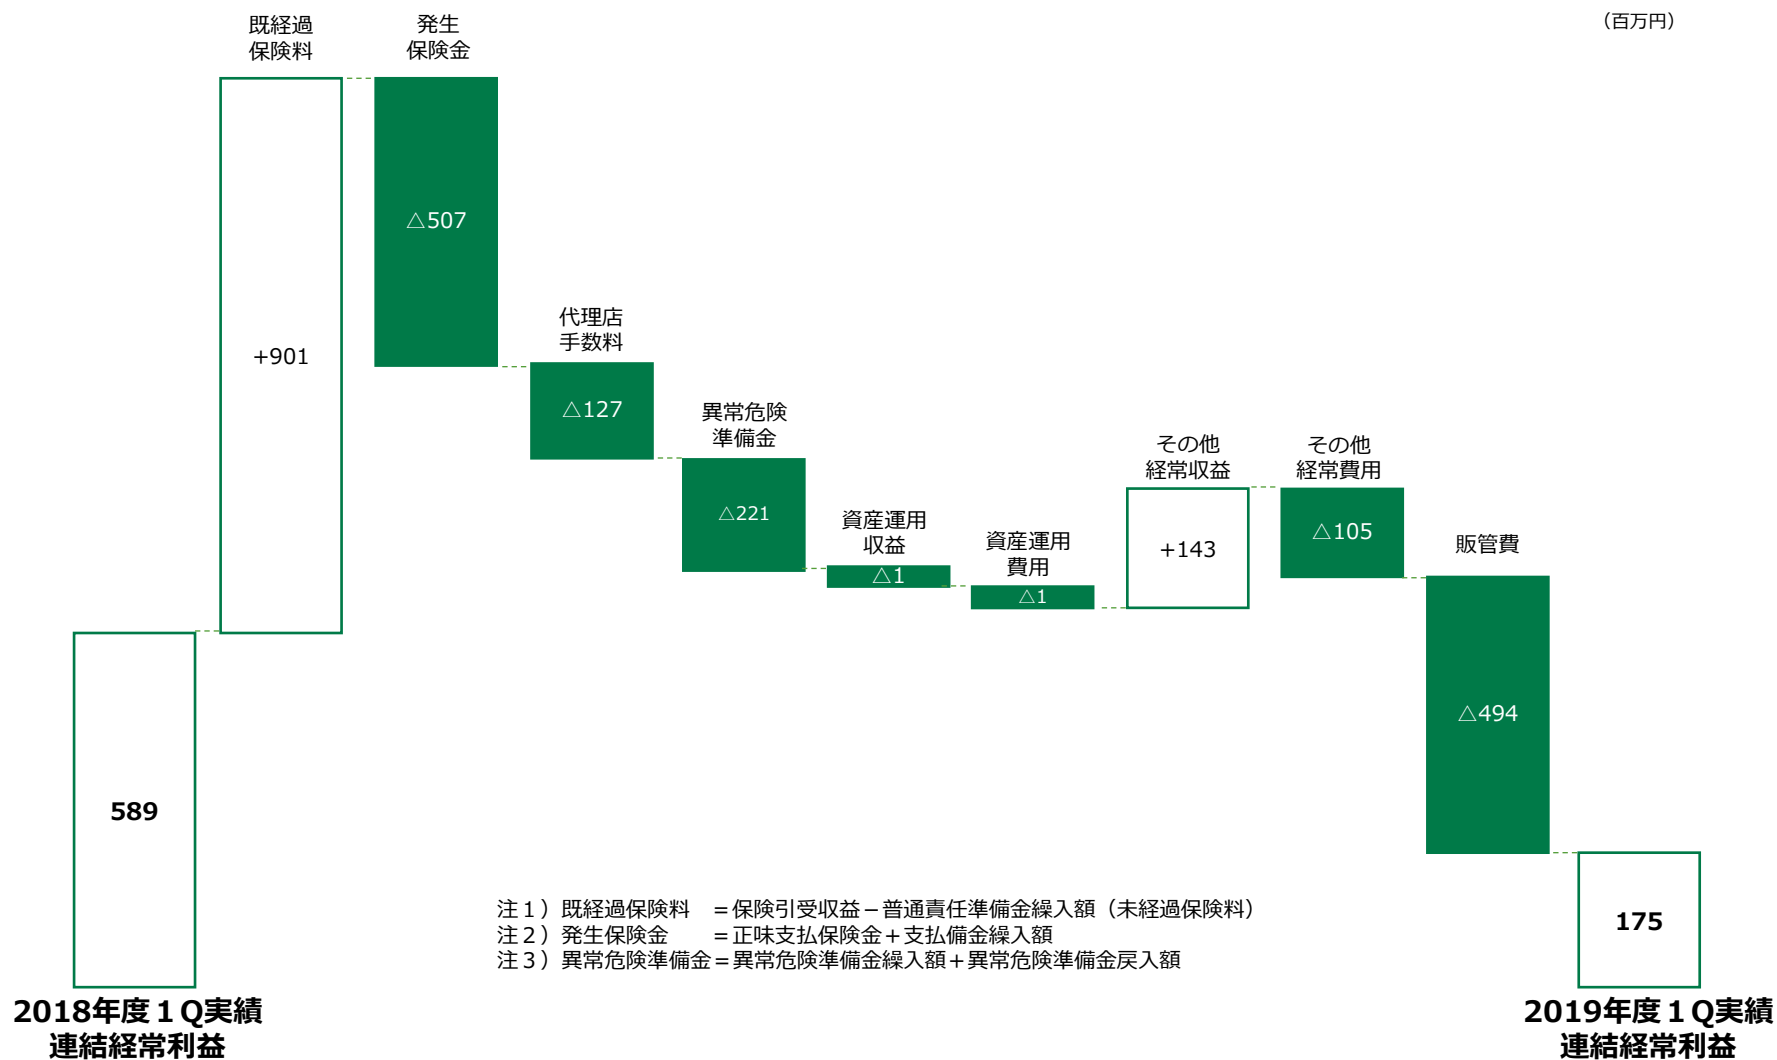 （百万円）
既経過
保険料
発生
保険金
+901
△507
代理店
手数料
△127
異常危険
準備金
△221
資産運用
収益
△1
資産運用
費用
△1
その他
経常収益
+143
その他
経常費用
△105
販管費
△494
589
175
注１）既経過保険料　＝保険引受収益－普通責任準備金繰入額（未経過保険料）
注２）発生保険金　　＝正味支払保険金＋支払備金繰入額
注３）異常危険準備金＝異常危険準備金繰入額＋異常危険準備金戻入額
2018年度１Q実績
連結経常利益
2019年度１Q実績
連結経常利益